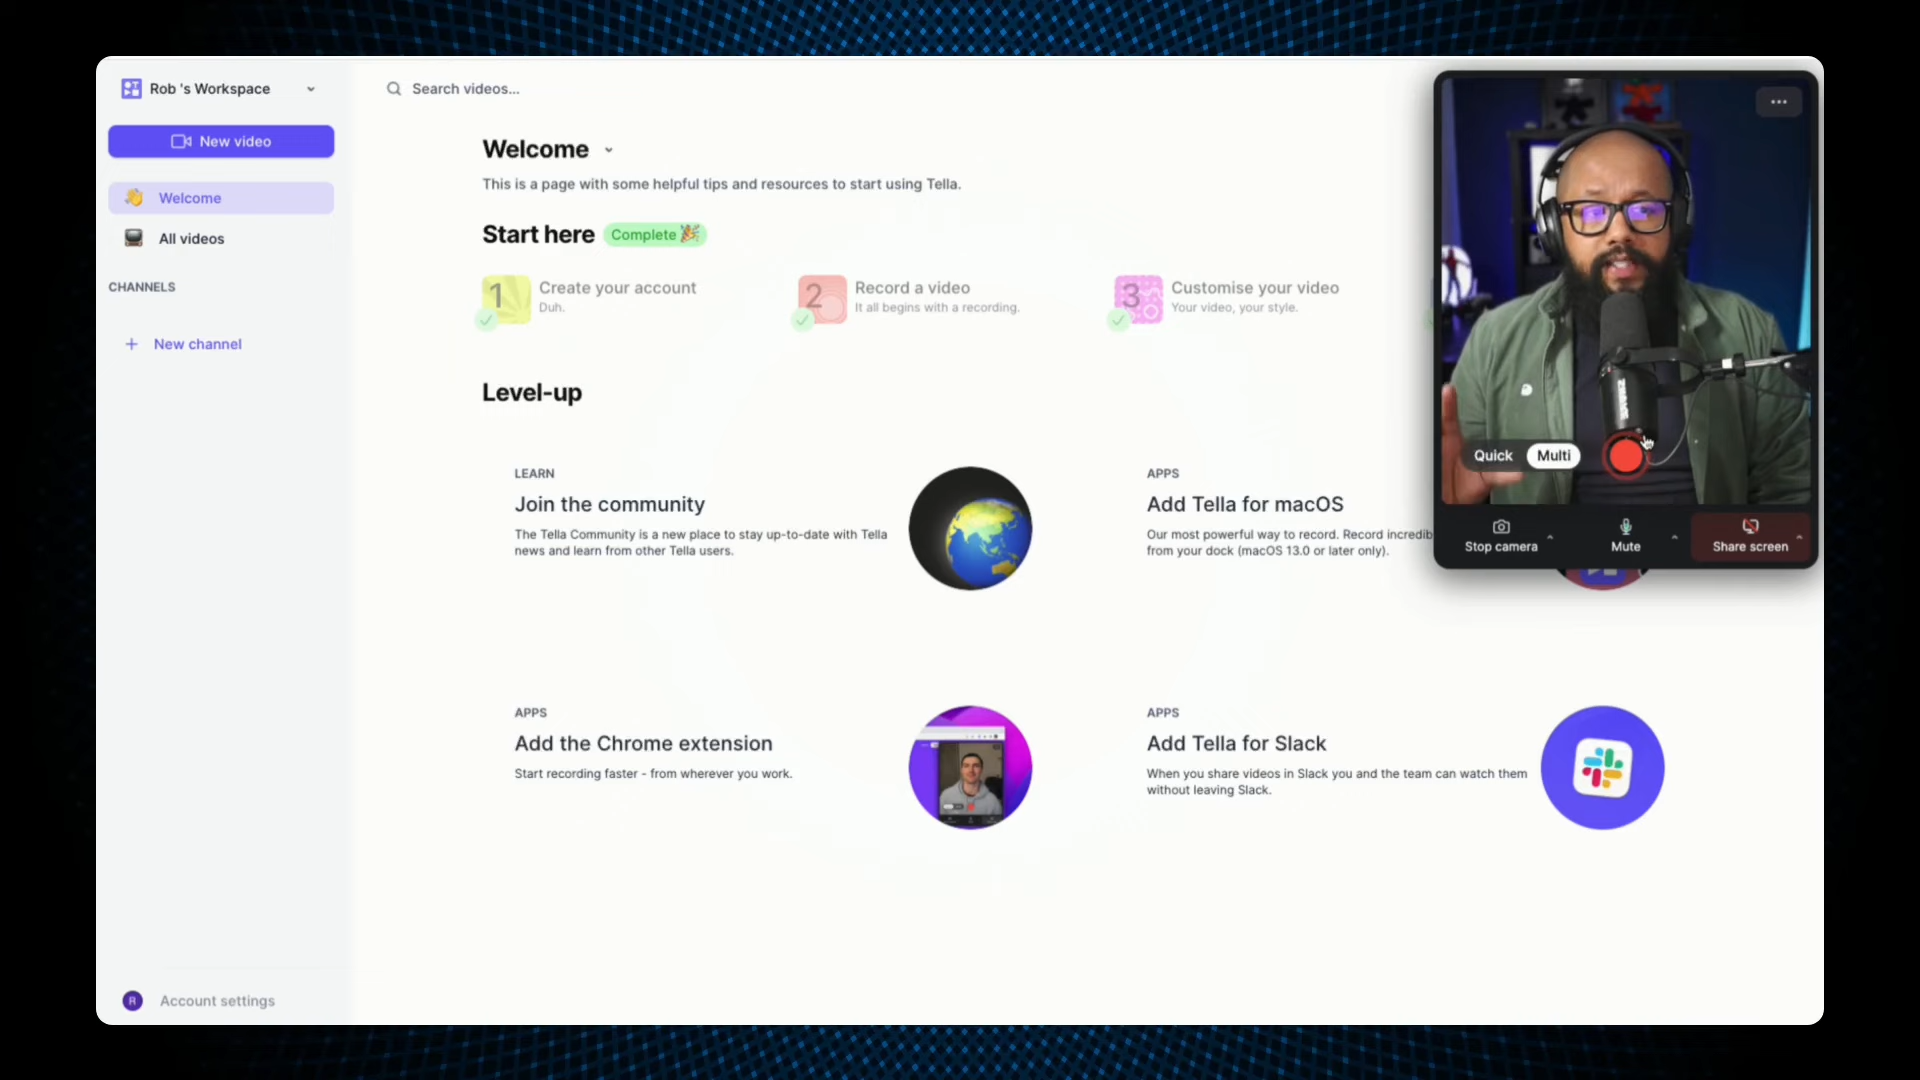 Rob 's Workspace
Search videos...
New video
Welcome
All videos
CHANNELS
New channel
Account settings
Welcome
This is a page with some helpful tips and resources to start using Tella.
Start here
Complete
1
Create your account
Duh.
2
Record a video
It all begins with a recording.
3
Customise your video
Your video, your style.
Level-up
LEARN
Join the community
The Tella Community is a new place to stay up-to-date with Tella
news and learn from other Tella users.
APPS
Add Tella for macOS
Our most powerful way to record. Record
from your dock (macOS 13.0 or later only).
APPS
Add the Chrome extension
Start recording faster - from wherever you work.
APPS
Add Tella for Slack
When you share videos in Slack you and the team can watch them
without leaving Slack.
Quick
Multi
Stop camera
Mute
Share screen
R